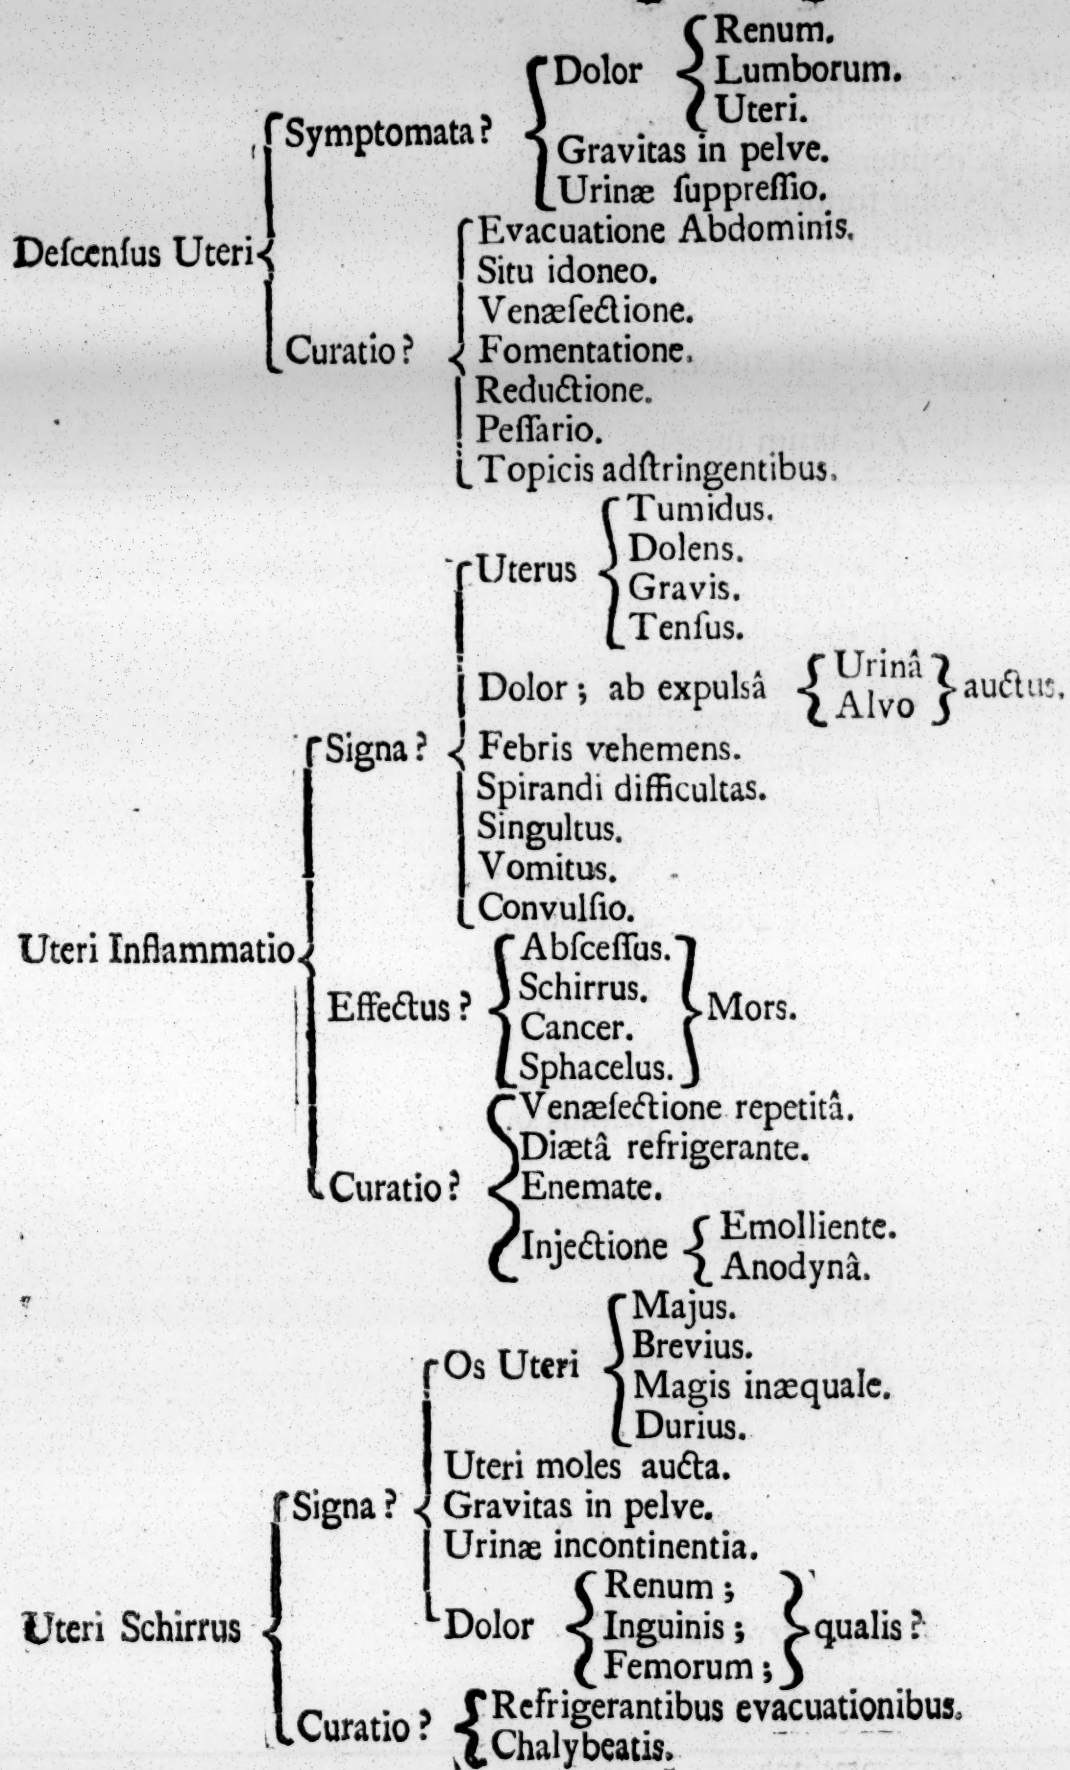 Renum.
Dolor Lumborum.
Uteri.
Symptomata?
Gravitas in pelve.
Urinæ ſuppreſſio.
Deſcenſus Uteri
Evacuatione Abdominis.
Situ idoneo.
Venæſectione.
Curatio? Fomentatione.
Reductione.
Peſſario.
Topicis adſtringentibus.
Tumidus.
Uterus Dolens.
Gravis.
Tenſus.
Dolor; ab expulsâ Urinâ auctus.
Alvo
Signa? Febris vehemens.
Spirandi difficultas.
Singultus.
Vomitus.
Convulſio.
Uteri Inflammatio
Abſceſſus.
Effectus? Schirrus. Mors.
Cancer.
Sphacelus.
Venæſectione repetitâ.
Diætâ refrigerante.
Curatio? Enemate.
Injectione Emolliente.
Anodynâ.
Majus.
Os Uteri Brevius.
Magis inæquale.
Durius.
Uteri moles aucta.
Signa? Gravitas in pelve.
Urinæ incontinentia.
Uteri Schirrus
Renum;
Dolor Inguinis; qualis?
Femorum;
Curatio? Refrigerantibus evacuationibus.
Chalybeatis.